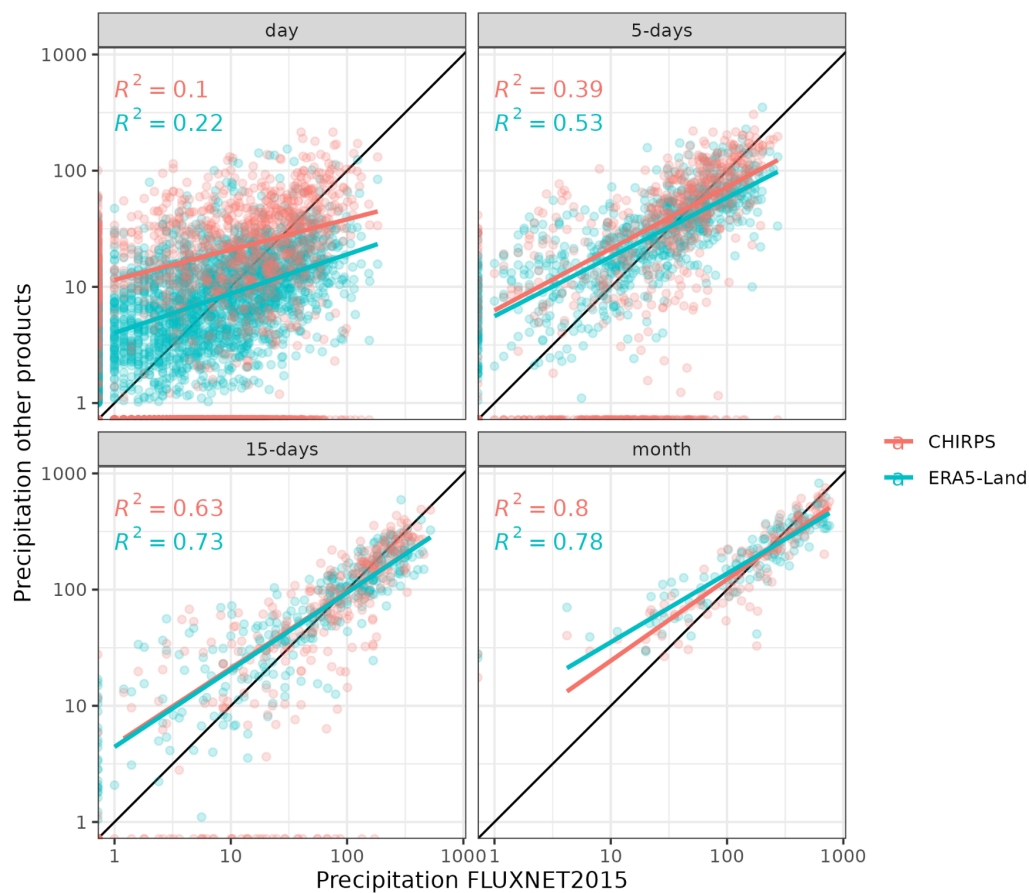 day
5-days
1000
R² = 0.1
R² = 0.22
R² = 0.39
R² = 0.53
100
10
1
15-days
month
1000
R² = 0.63
R² = 0.73
R² = 0.8
R² = 0.78
100
10
1
1 10 100 1000
1 10 100 1000
Precipitation FLUXNET2015
Precipitation other products
a CHIRPS
a ERA5-Land